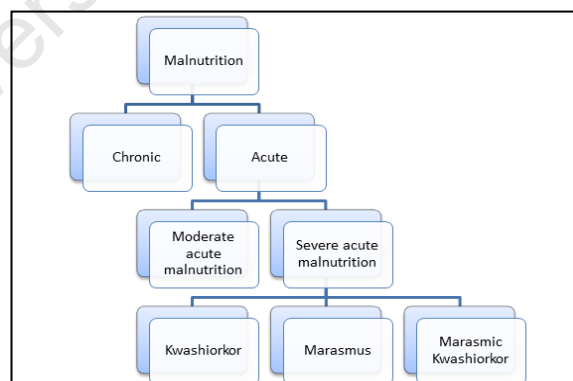 Malnutrition
Chronic
Acute
Moderate
acute
malnutrition
Severe acute
malnutrition
Kwashiorkor
Marasmus
Marasmic
Kwashiorkor